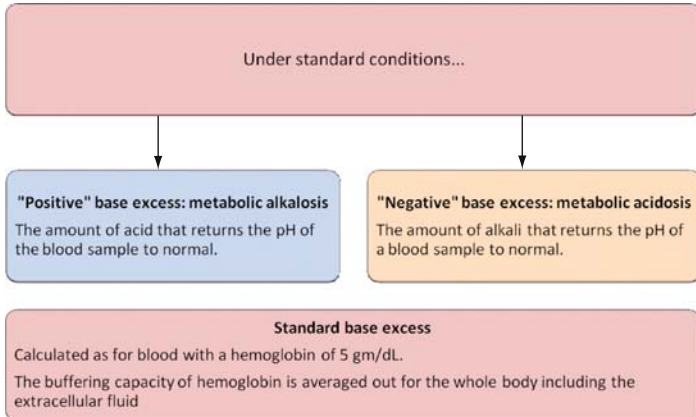 Under standard conditions...
"Positive" base excess: metabolic alkalosis
The amount of acid that returns the pH of
the blood sample to normal.
"Negative" base excess: metabolic acidosis
The amount of alkali that returns the pH of
a blood sample to normal.
Standard base excess
Calculated as for blood with a hemoglobin of 5 gm/dL.
The buffering capacity of hemoglobin is averaged out for the whole body including the
extracellular fluid